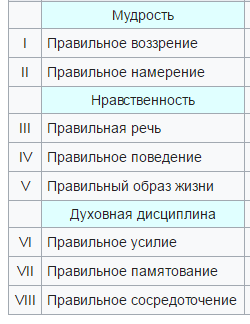 Мудрость
I Правильное воззрение
II Правильное намерение
Нравственность
III Правильная речь
IV Правильное поведение
V Правильный образ жизни
Духовная дисциплина
VI Правильное усилие
VII Правильное памятование
VIII Правильное сосредоточение